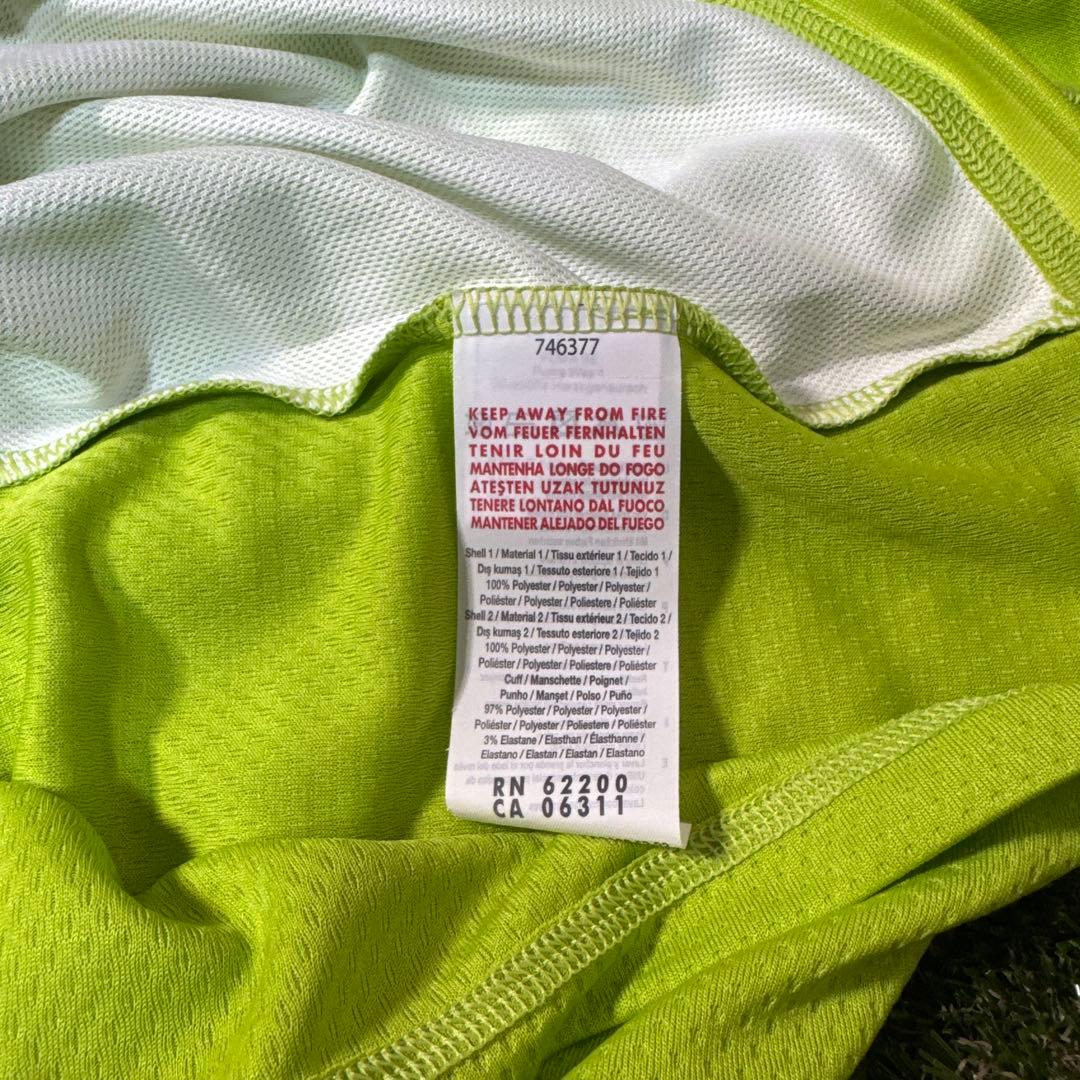 746377
KEEP AWAY FROM FIRE
VOM FEUER FERNHALTEN
TENIR LOIN DU FEU
MANTENHA LONGE DO FOGO
ATEŞTEN UZAK TUTUNUZ
TENERE LONTANO DAL FUOCO
MANTENER ALEJADO DEL FUEGO
Shell 1 / Material 1 / Tissu extérieur 1 / Tecido 1 /
Dış kumaş 1 / Tessuto esteriore 1 / Tejido 1
100% Polyester / Polyester / Polyester /
Poliéster / Polyester / Poliestere / Poliéster
Shell 2 / Material 2 / Tissu extérieur 2 / Tecido 2 /
Dış kumaş 2 / Tessuto esteriore 2 / Tejido 2
100% Polyester / Polyester / Polyester /
Poliéster / Polyester / Poliestere / Poliéster
Cuff / Manschette / Poignet /
Punho / Manşet / Polso / Puño
97% Polyester / Polyester / Polyester /
Poliéster / Polyester / Poliestere / Poliéster
3% Elastane / Elasthan / Élasthanne /
Elastano / Elastan / Elastan / Elastano
RN 62200
CA 06311